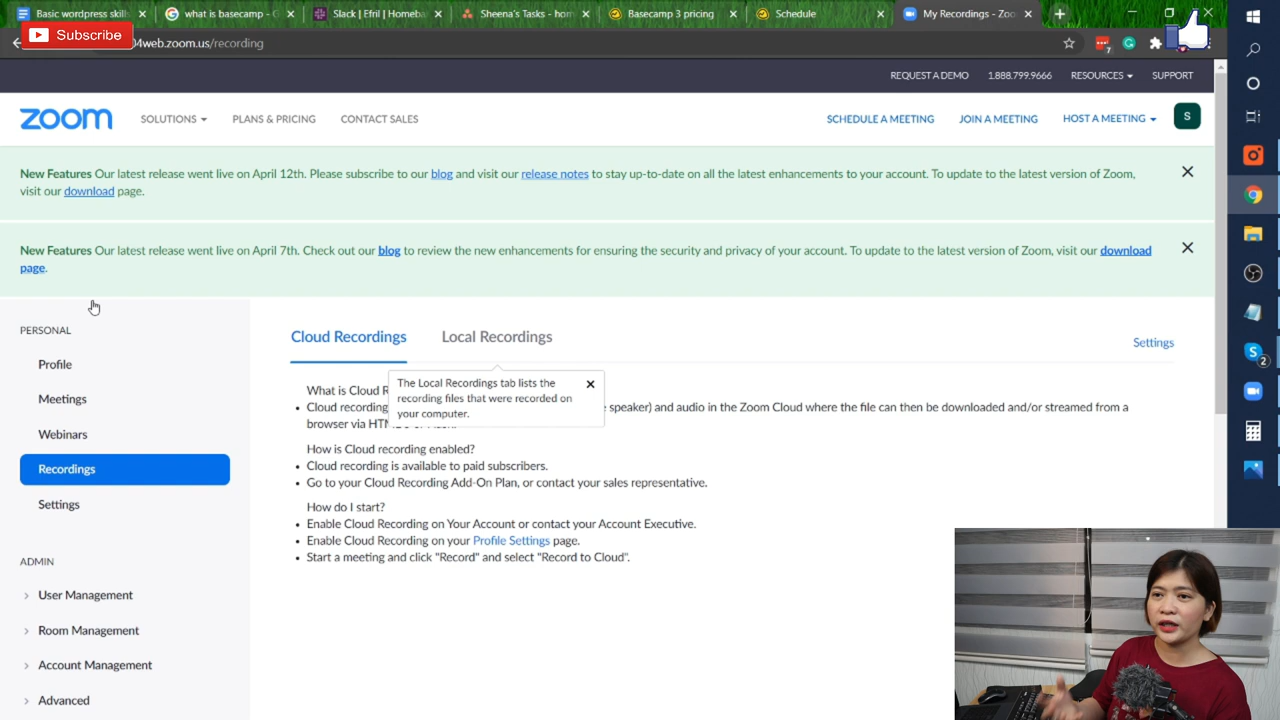 Basic wordpress skill
what is basecamp - G
Slack | Efril | Homeba
Sheena's Tasks - hom
Basecamp 3 pricing
Schedule
My Recordings - Zoo
Subscribe
4web.zoom.us/recording
7
REQUEST A DEMO 1.888.799.9666 RESOURCES SUPPORT
zoom SOLUTIONS PLANS & PRICING CONTACT SALES SCHEDULE A MEETING JOIN A MEETING HOST A MEETING S
New Features Our latest release went live on April 12th. Please subscribe to our blog and visit our release notes to stay up-to-date on all the latest enhancements to your account. To update to the latest version of Zoom,
visit our download page.
New Features Our latest release went live on April 7th. Check out our blog to review the new enhancements for ensuring the security and privacy of your account. To update to the latest version of Zoom, visit our download
page.
PERSONAL
Profile
Meetings
Webinars
Recordings
Settings
ADMIN
User Management
Room Management
Account Management
Advanced
Cloud Recordings Local Recordings Settings
The Local Recordings tab lists the
recording files that were recorded on
your computer.
What is Cloud R
Cloud recording speaker) and audio in the Zoom Cloud where the file can then be downloaded and/or streamed from a
browser via
How is Cloud recording enabled?
Cloud recording is available to paid subscribers.
Go to your Cloud Recording Add-On Plan, or contact your sales representative.
How do I start?
Enable Cloud Recording on Your Account or contact your Account Executive.
Enable Cloud Recording on your Profile Settings page.
Start a meeting and click "Record" and select "Record to Cloud".
2